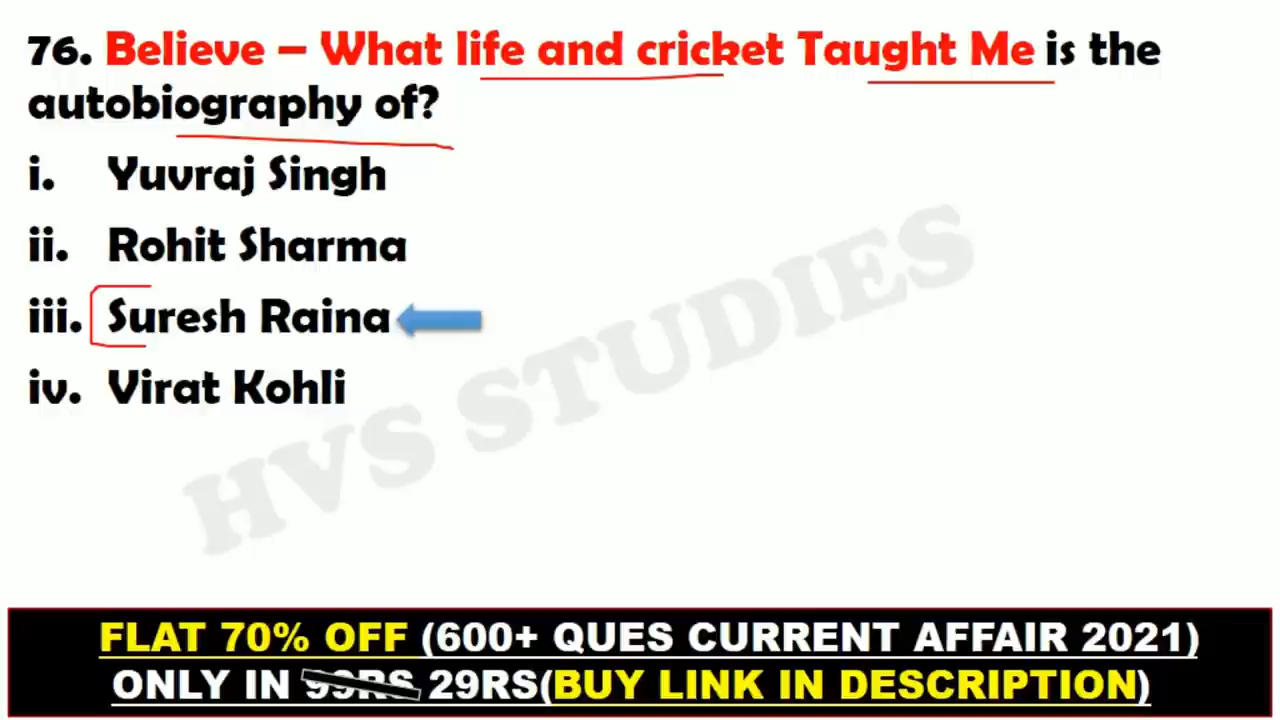 76. Believe – What life and cricket Taught Me is the
autobiography of?
i. Yuvraj Singh
ii. Rohit Sharma
iii. Suresh Raina
iv. Virat Kohli
HVS STUDIES
FLAT 70% OFF (600+ QUES CURRENT AFFAIR 2021)
ONLY IN 99RS 29RS(BUY LINK IN DESCRIPTION)